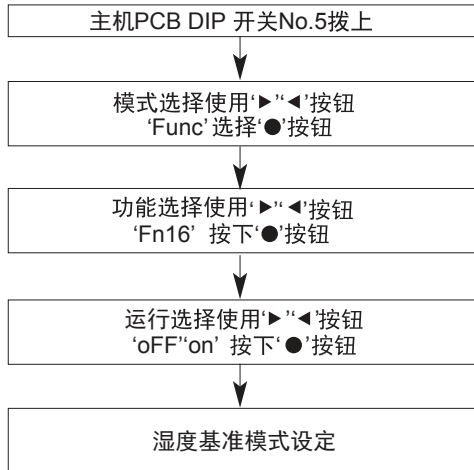 主机PCB DIP 开关No.5拨上
模式选择使用‘▶’‘◀’按钮
‘Func’选择‘●’按钮
功能选择使用‘▶’‘◀’按钮
‘Fn16’ 按下‘●’按钮
运行选择使用‘▶’‘◀’按钮
‘oFF’‘on’ 按下‘●’按钮
湿度基准模式设定